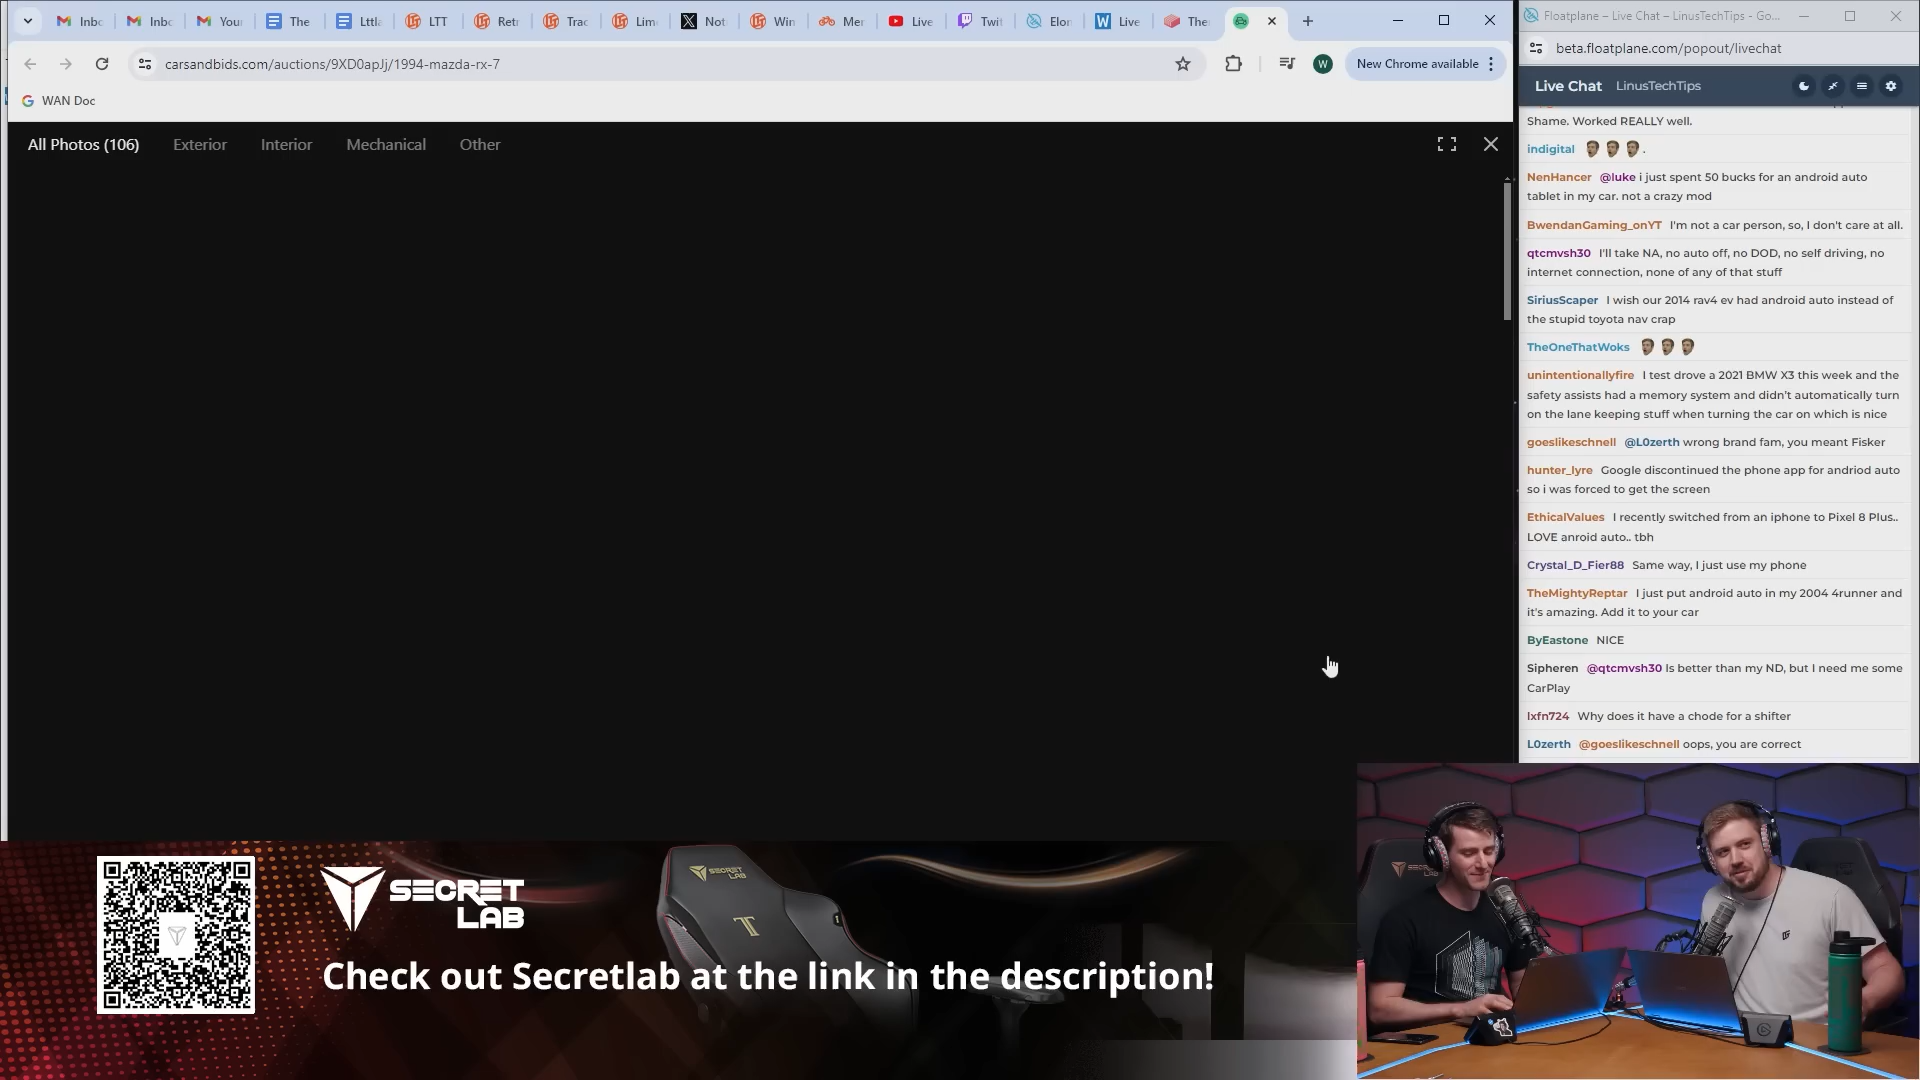 Inbc
Inbc
Your
The
Lttla
LTT
Retr
Trac
Lim
Not
Win
Mer
Live
Twit
Elon
Live
The
Floatplane – Live Chat – LinusTechTips - Go...
carsandbids.com/auctions/9XD0apJj/1994-mazda-rx-7
New Chrome available
WAN Doc
beta.floatplane.com/popout/livechat
Live Chat LinusTechTips
All Photos (106) Exterior Interior Mechanical Other
Shame. Worked REALLY well.
indigital .
NenHancer @luke i just spent 50 bucks for an android auto
tablet in my car. not a crazy mod
BwendanGaming_onYT I'm not a car person, so, I don't care at all.
qtcmvsh30 I'll take NA, no auto off, no DOD, no self driving, no
internet connection, none of any of that stuff
SiriusScaper I wish our 2014 rav4 ev had android auto instead of
the stupid toyota nav crap
TheOneThatWoks
unintentionallyfire I test drove a 2021 BMW X3 this week and the
safety assists had a memory system and didn't automatically turn
on the lane keeping stuff when turning the car on which is nice
goeslikeschnell @L0zerth wrong brand fam, you meant Fisker
hunter_lyre Google discontinued the phone app for andriod auto
so i was forced to get the screen
EthicalValues I recently switched from an iphone to Pixel 8 Plus..
LOVE anroid auto.. tbh
Crystal_D_Fier88 Same way, I just use my phone
TheMightyReptar I just put android auto in my 2004 4runner and
it's amazing. Add it to your car
ByEastone NICE
Sipheren @qtcmvsh30 Is better than my ND, but I need me some
CarPlay
lxfn724 Why does it have a chode for a shifter
L0zerth @goeslikeschnell oops, you are correct
SECRET
LAB
SECRETLAB
Check out Secretlab at the link in the description!